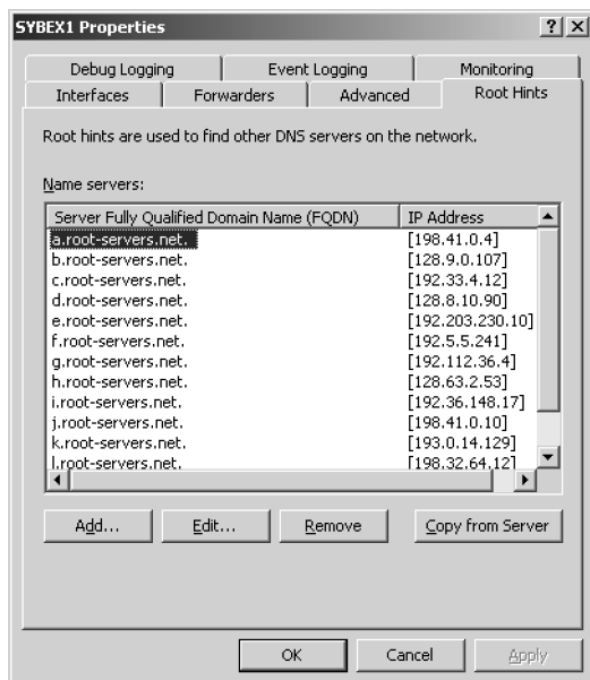 SYBEX1 Properties
Debug Logging Event Logging Monitoring
Interfaces Forwarders Advanced Root Hints
Root hints are used to find other DNS servers on the network.
Name servers:
Server Fully Qualified Domain Name (FQDN) IP Address
a.root-servers.net. [198.41.0.4]
b.root-servers.net. [128.9.0.107]
c.root-servers.net. [192.33.4.12]
d.root-servers.net. [128.8.10.90]
e.root-servers.net. [192.203.230.10]
f.root-servers.net. [192.5.5.241]
g.root-servers.net. [192.112.36.4]
h.root-servers.net. [128.63.2.53]
i.root-servers.net. [192.36.148.17]
j.root-servers.net. [198.41.0.10]
k.root-servers.net. [193.0.14.129]
l.root-servers.net. [198.32.64.12]
Add... Edit... Remove Copy from Server
OK Cancel Apply